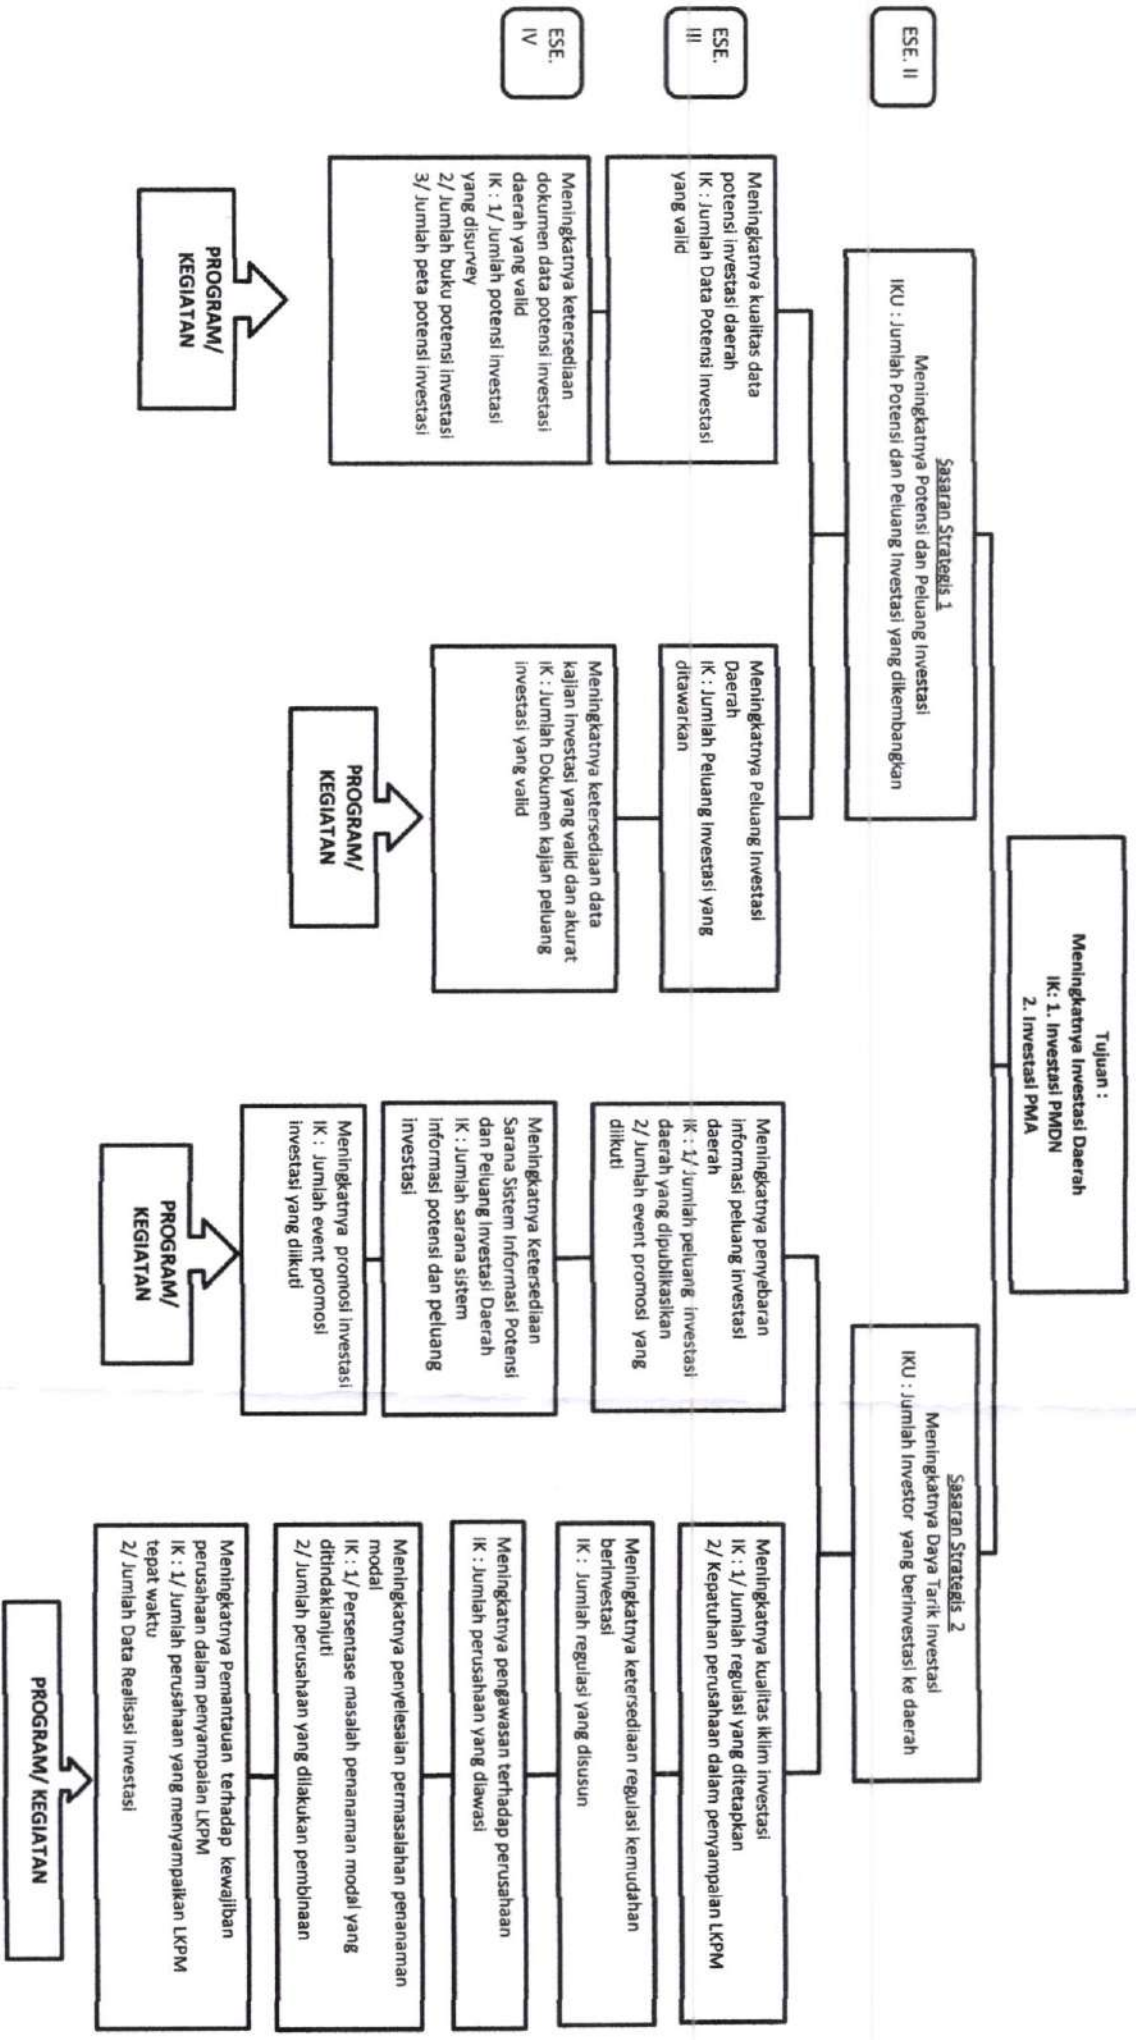 Tujuan :
Meningkatnya Investasi Daerah
IK: 1. Investasi PMDN
2. Investasi PMA
ESE. II
Sasaran Strategis 1
Meningkatnya Potensi dan Peluang Investasi
IKU : Jumlah Potensi dan Peluang Investasi yang dikembangkan
Sasaran Strategis 2
Meningkatnya Daya Tarik Investasi
IKU : Jumlah Investor yang berinvestasi ke daerah
ESE.
III
Meningkatnya kualitas data
potensi investasi daerah
IK : Jumlah Data Potensi Investasi
yang valid
Meningkatnya Peluang Investasi
Daerah
IK : Jumlah Peluang Investasi yang
ditawarkan
Meningkatnya penyebaran
informasi peluang investasi
daerah
IK : 1/ Jumlah peluang investasi
daerah yang dipublikasikan
2/ Jumlah event promosi yang
diikuti
Meningkatnya kualitas iklim investasi
IK : 1/ Jumlah regulasi yang ditetapkan
2/ Kepatuhan perusahaan dalam penyampaian LKPM
ESE.
IV
Meningkatnya ketersediaan
dokumen data potensi investasi
daerah yang valid
IK : 1/ Jumlah potensi investasi
yang disurvey
2/ Jumlah buku potensi investasi
3/ Jumlah peta potensi investasi
Meningkatnya ketersediaan data
kajian investasi yang valid dan akurat
IK : Jumlah Dokumen kajian peluang
investasi yang valid
Meningkatnya Ketersediaan
Sarana Sistem Informasi Potensi
dan Peluang Investasi Daerah
IK : Jumlah sarana sistem
informasi potensi dan peluang
investasi
Meningkatnya promosi investasi
IK : Jumlah event promosi
investasi yang diikuti
Meningkatnya ketersediaan regulasi kemudahan
berinvestasi
IK : Jumlah regulasi yang disusun
Meningkatnya pengawasan terhadap perusahaan
IK : Jumlah perusahaan yang diawasi
Meningkatnya penyelesaian permasalahan penanaman
modal
IK : 1/ Persentase masalah penanaman modal yang
ditindaklanjuti
2/ Jumlah perusahaan yang dilakukan pembinaan
Meningkatnya Pemantauan terhadap kewajiban
perusahaan dalam penyampaian LKPM
IK : 1/ Jumlah perusahaan yang menyampaikan LKPM
tepat waktu
2/ Jumlah Data Realisasi Investasi
PROGRAM/
KEGIATAN
PROGRAM/
KEGIATAN
PROGRAM/
KEGIATAN
PROGRAM/ KEGIATAN